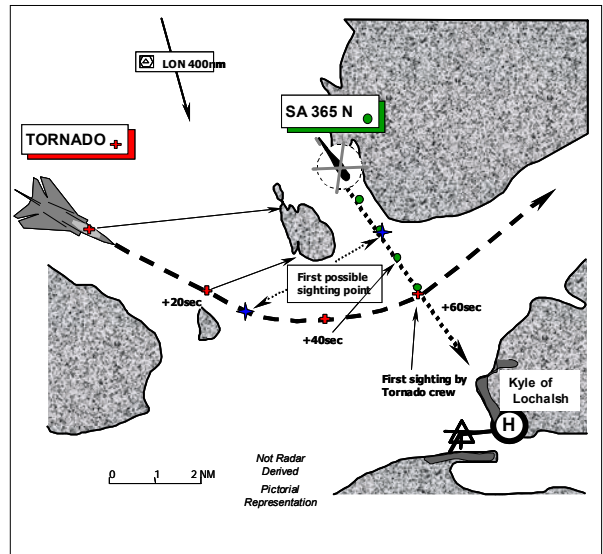 LON 400nm
SA 365 N
TORNADO
First possible
sighting point
+20sec
+60sec
+40sec
First sighting by
Tornado crew
Kyle of
Lochalsh
H
Not Radar
Derived
Pictorial
Representation
0 1 2 NM